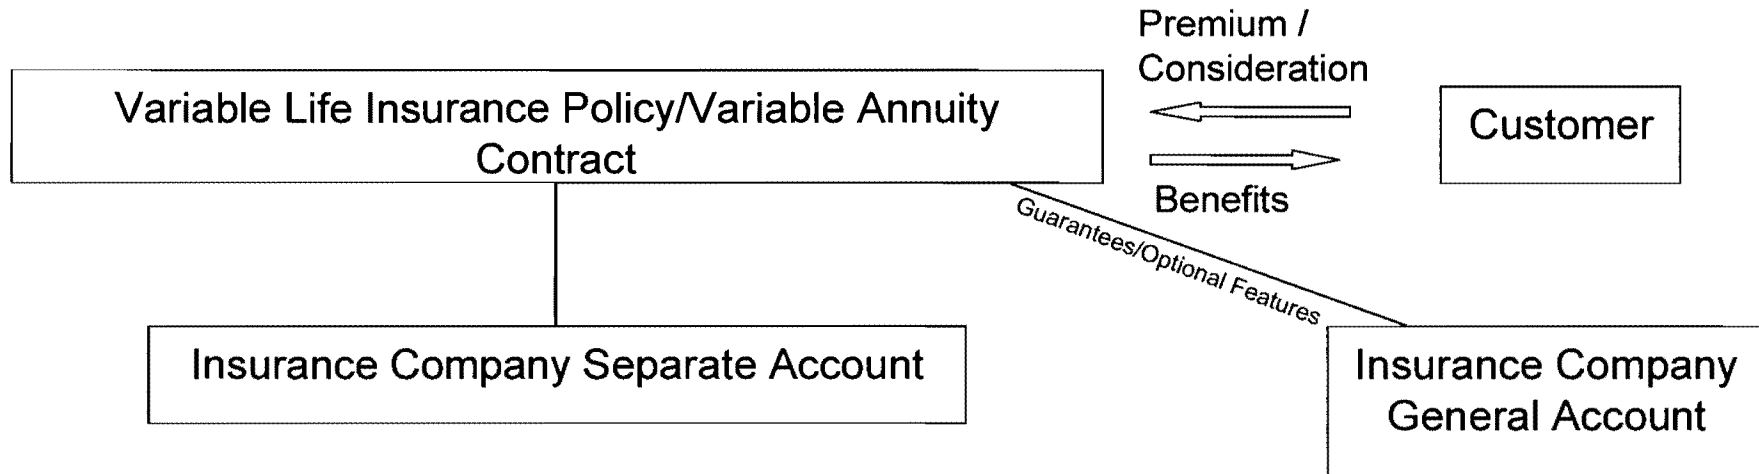 Premium /
Consideration
Variable Life Insurance Policy/Variable Annuity
Contract
Customer
Benefits
Guarantees/Optional Features
Insurance Company Separate Account
Insurance Company
General Account